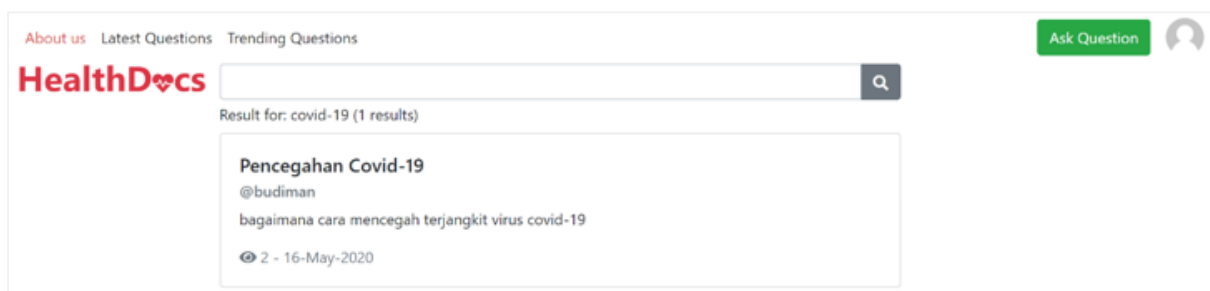 About us Latest Questions Trending Questions Ask Question
HealthDocs
Result for: covid-19 (1 results)
Pencegahan Covid-19
@budiman
bagaimana cara mencegah terjangkit virus covid-19
2 - 16-May-2020